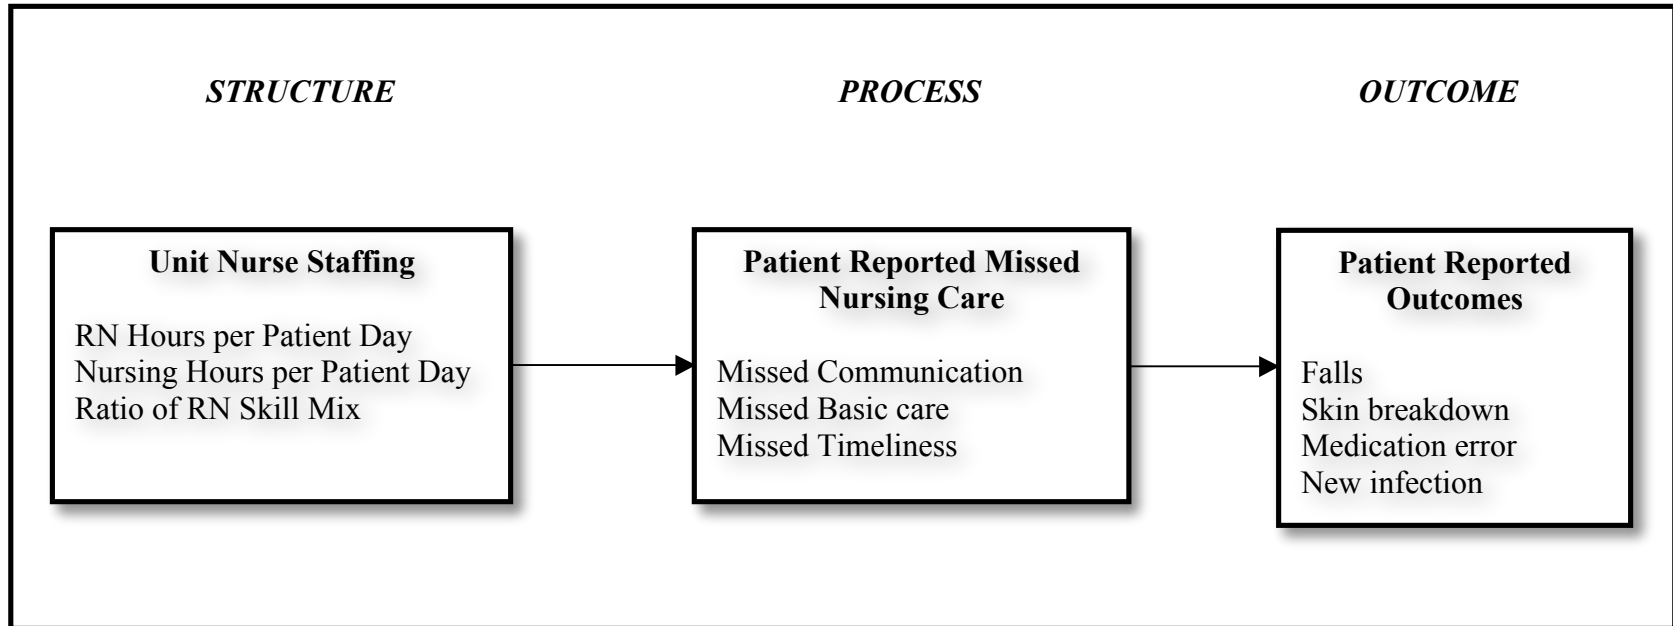 STRUCTURE
PROCESS
OUTCOME
Unit Nurse Staffing
RN Hours per Patient Day
Nursing Hours per Patient Day
Ratio of RN Skill Mix
Patient Reported Missed
Nursing Care
Missed Communication
Missed Basic care
Missed Timeliness
Patient Reported
Outcomes
Falls
Skin breakdown
Medication error
New infection